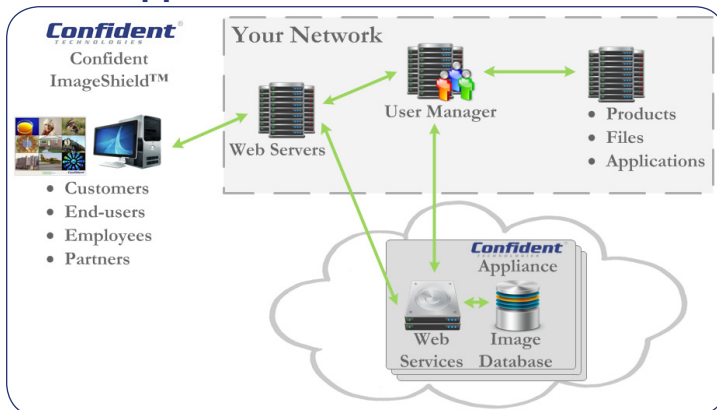 Confident®
TECHNOLOGIES
Confident
ImageShield™
• Customers
• End-users
• Employees
• Partners
Your Network
Web Servers
User Manager
• Products
• Files
• Applications
Confident®
TECHNOLOGIES
Appliance
Web
Services
Image
Database